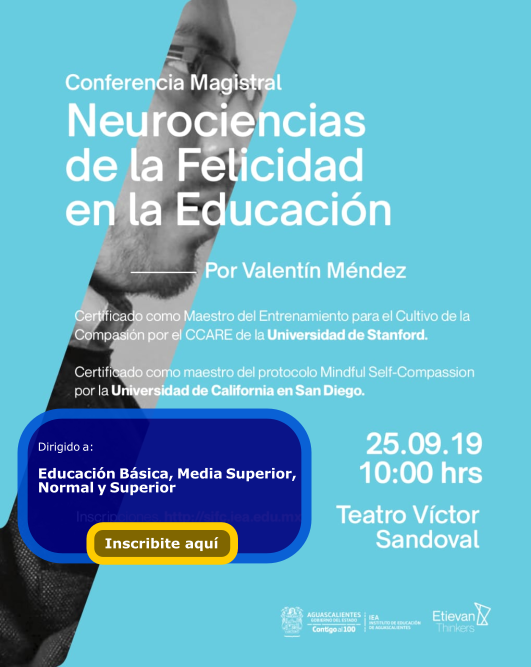 Conferencia Magistral
Neurociencias
de la Felicidad
en la Educación
Por Valentín Méndez
Certificado como Maestro del Entrenamiento para el Cultivo de la
Compasión por el CCARE de la Universidad de Stanford.
Certificado como maestro del protocolo Mindful Self-Compassion
por la Universidad de California en San Diego.
Dirigido a:
Educación Básica, Media Superior,
Normal y Superior
Inscripciones
Inscribite aquí
25.09.19
10:00 hrs
Teatro Víctor
Sandoval
AGUASCALIENTES
GOBIERNO DEL ESTADO
Contigo al 100
IEA
INSTITUTO DE EDUCACIÓN
DE AGUASCALIENTES
Etievan
Thinkers